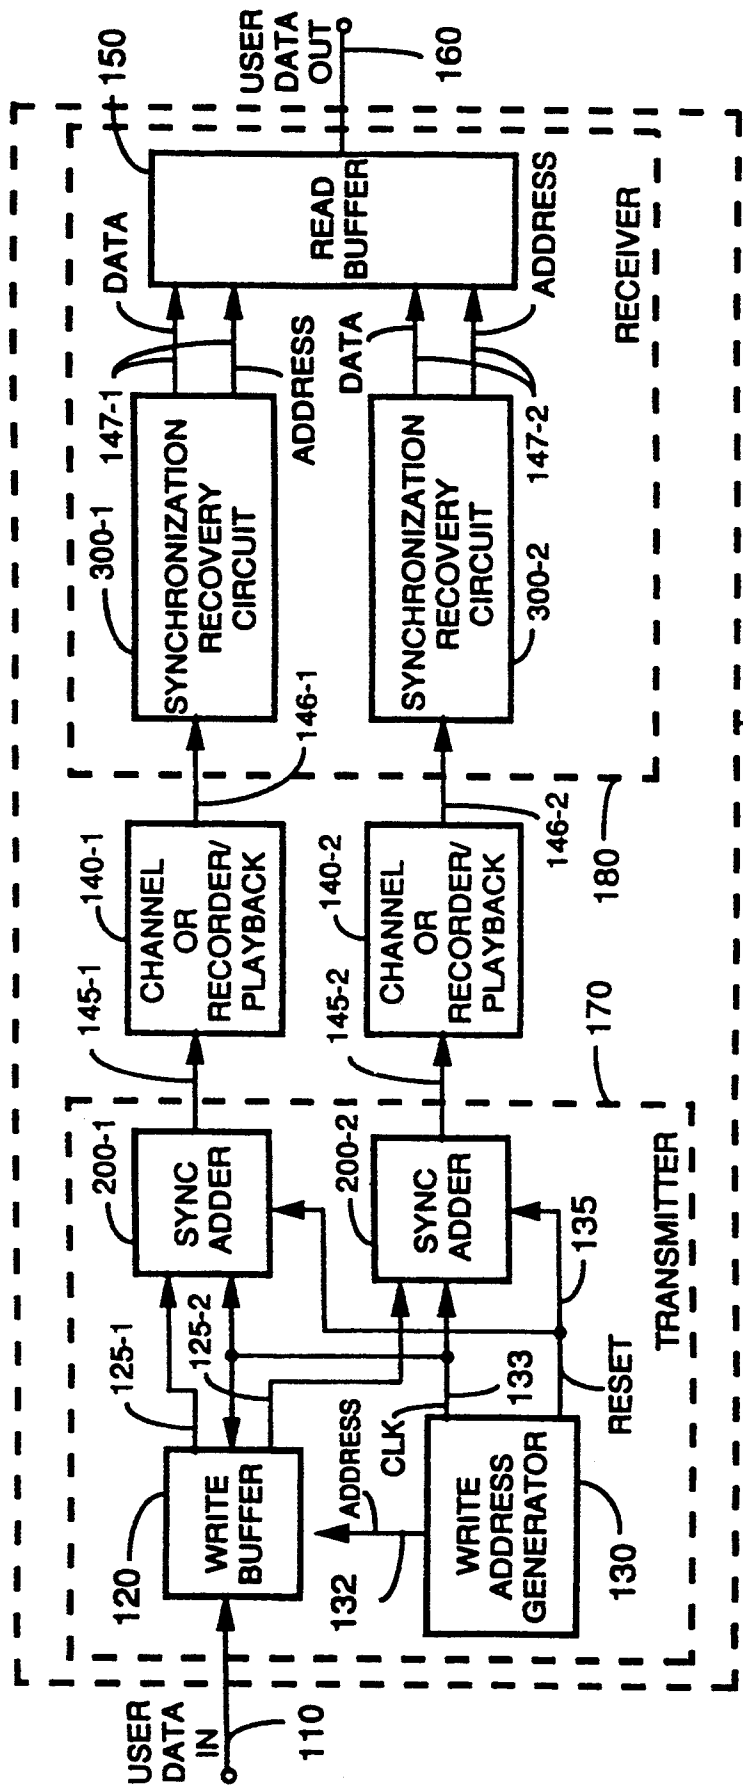 USER
DATA
IN
110
120
WRITE
BUFFER
125-1
125-2
ADDRESS
132
CLK
133
WRITE
ADDRESS
GENERATOR
130
RESET
135
TRANSMITTER
170
200-1
SYNC
ADDER
200-2
SYNC
ADDER
145-1
145-2
140-1
CHANNEL
OR
RECORDER/
PLAYBACK
140-2
CHANNEL
OR
RECORDER/
PLAYBACK
146-1
146-2
180
300-1
SYNCHRONIZATION
RECOVERY
CIRCUIT
SYNCHRONIZATION
RECOVERY
CIRCUIT
300-2
147-1
DATA
ADDRESS
DATA
ADDRESS
147-2
RECEIVER
150
READ
BUFFER
USER
DATA
OUT
160